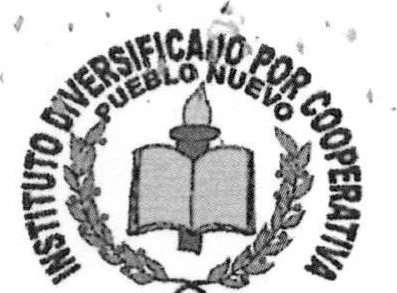 INSTITUTO DIVERSIFICADO POR COOPERATIVA
PUEBLO NUEVO